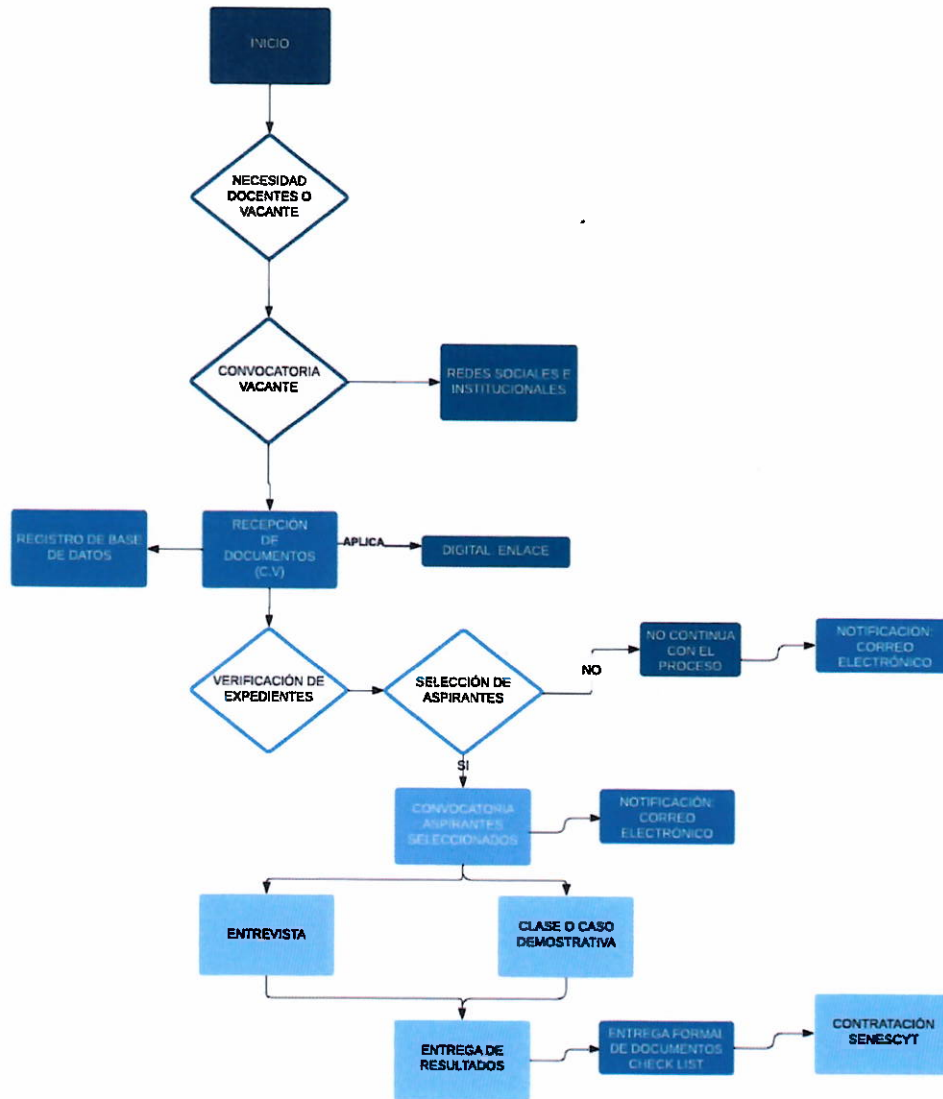 INICIO
NECESIDAD
DOCENTES O
VACANTE
CONVOCATORIA
VACANTE
REDES SOCIALES E
INSTITUCIONALES
REGISTRO DE BASE
DE DATOS
RECEPCIÓN
DE
DOCUMENTOS
(C.V)
APLICA
DIGITAL ENLACE
VERIFICACIÓN DE
EXPEDIENTES
SELECCIÓN DE
ASPIRANTES
NO
NO CONTINUA
CON EL
PROCESO
NOTIFICACIÓN:
CORREO
ELECTRÓNICO
SI
CONVOCATORIA
ASPIRANTES
SELECCIONADOS
NOTIFICACIÓN:
CORREO
ELECTRÓNICO
ENTREVISTA
CLASE O CASO
DEMOSTRATIVA
ENTREGA DE
RESULTADOS
ENTREGA FORMAL
DE DOCUMENTOS
CHECK LIST
CONTRATACIÓN
SENESCYT